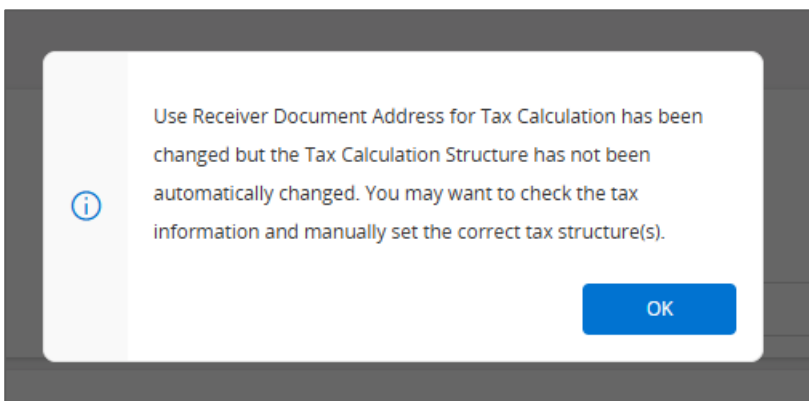 Use Receiver Document Address for Tax Calculation has been
changed but the Tax Calculation Structure has not been
automatically changed. You may want to check the tax
information and manually set the correct tax structure(s).
OK